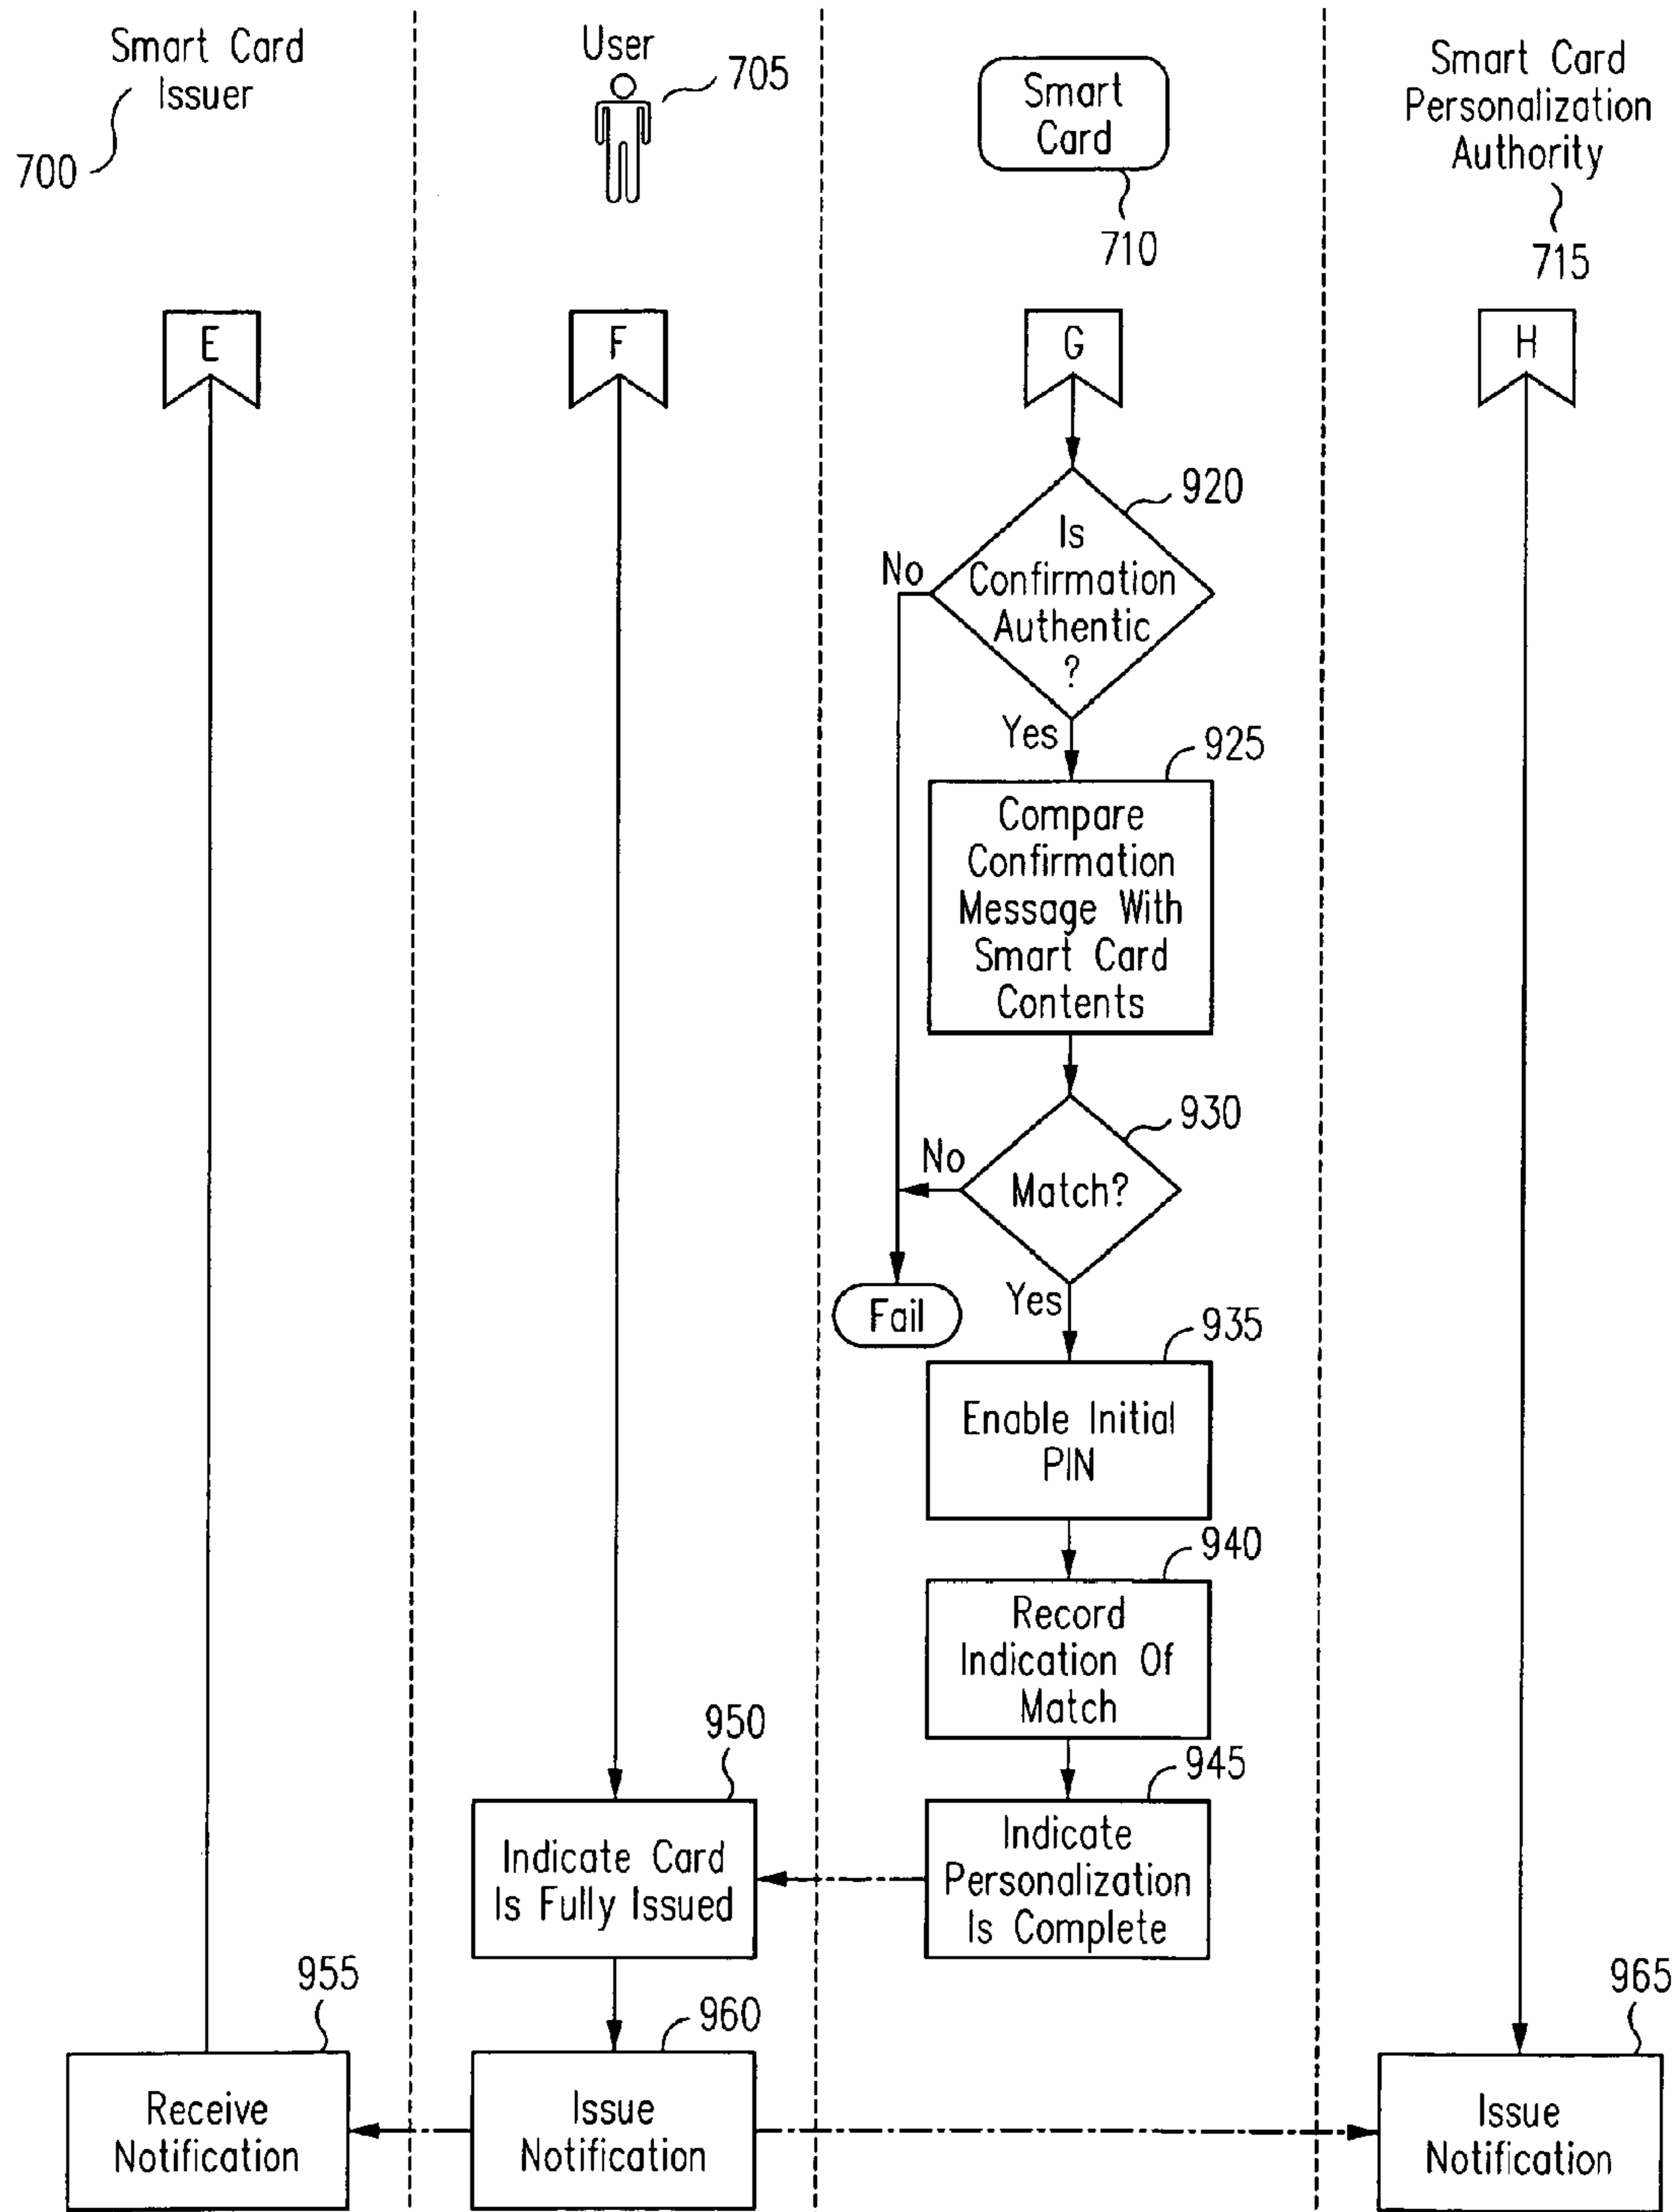 Smart Card
Issuer
700
User
705
Smart
Card
710
Smart Card
Personalization
Authority
715
E
F
G
H
920
Is
Confirmation
Authentic
?
No
Yes
925
Compare
Confirmation
Message With
Smart Card
Contents
930
Match?
No
Fail
Yes
935
Enable Initial
PIN
940
Record
Indication Of
Match
945
Indicate
Personalization
Is Complete
950
Indicate Card
Is Fully Issued
955
Receive
Notification
960
Issue
Notification
965
Issue
Notification